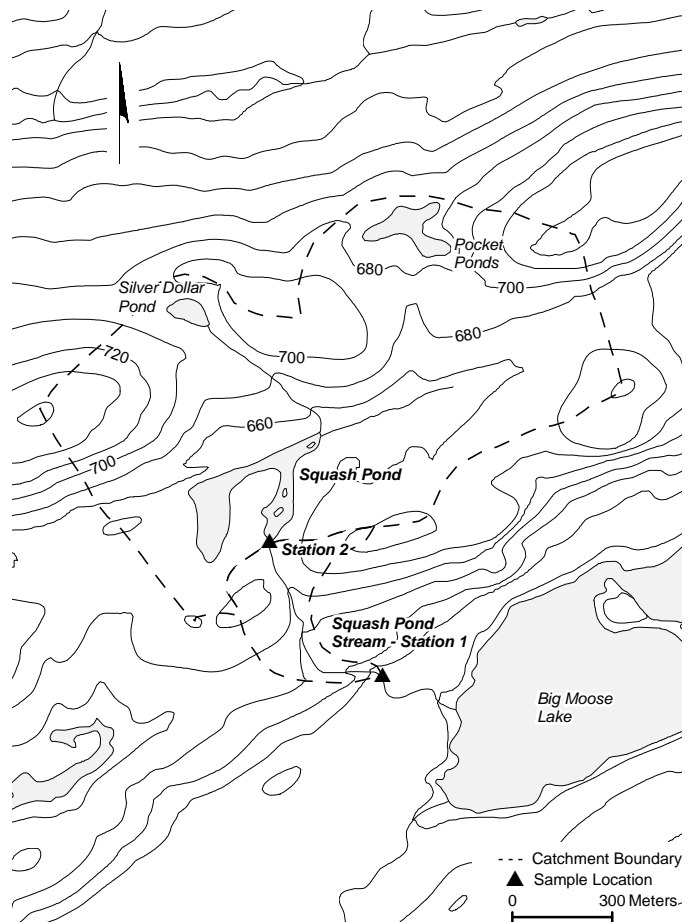 Pocket
Ponds
680
Silver Dollar
Pond
700
680
720
700
660
700
Squash Pond
Station 2
Squash Pond
Stream - Station 1
Big Moose
Lake
Catchment Boundary
Sample Location
0 300 Meters